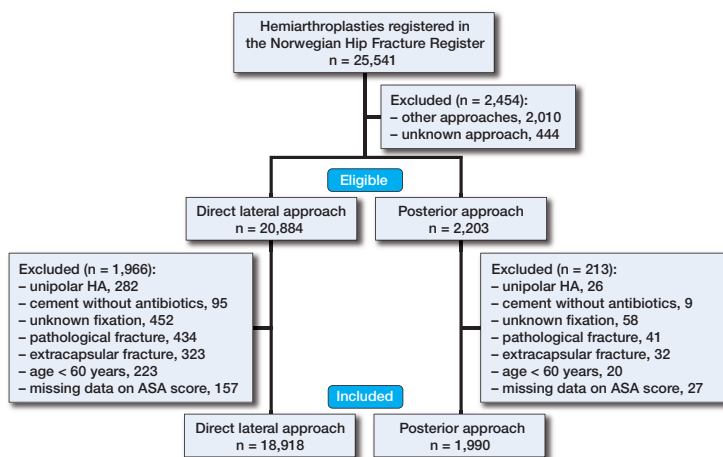 Hemiarthroplasties registered in
the Norwegian Hip Fracture Register
n = 25,541
Excluded (n = 2,454):
– other approaches, 2,010
– unknown approach, 444
Eligible
Direct lateral approach
n = 20,884
Posterior approach
n = 2,203
Excluded (n = 1,966):
– unipolar HA, 282
– cement without antibiotics, 95
– unknown fixation, 452
– pathological fracture, 434
– extracapsular fracture, 323
– age < 60 years, 223
– missing data on ASA score, 157
Excluded (n = 213):
– unipolar HA, 26
– cement without antibiotics, 9
– unknown fixation, 58
– pathological fracture, 41
– extracapsular fracture, 32
– age < 60 years, 20
– missing data on ASA score, 27
Included
Direct lateral approach
n = 18,918
Posterior approach
n = 1,990